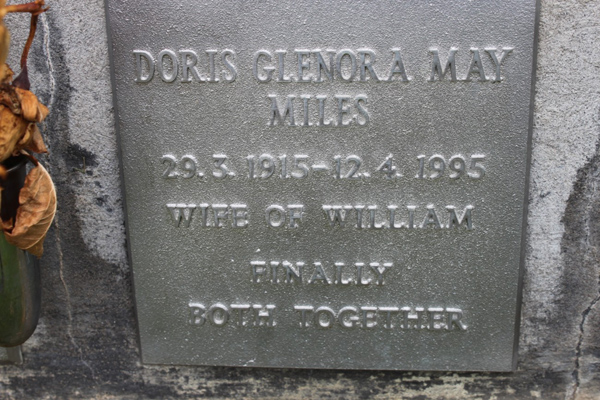 DORIS GLENORA MAY
MILES
29.3.1915-12.4.1995
WIFE OF WILLIAM
FINALLY
BOTH TOGETHER